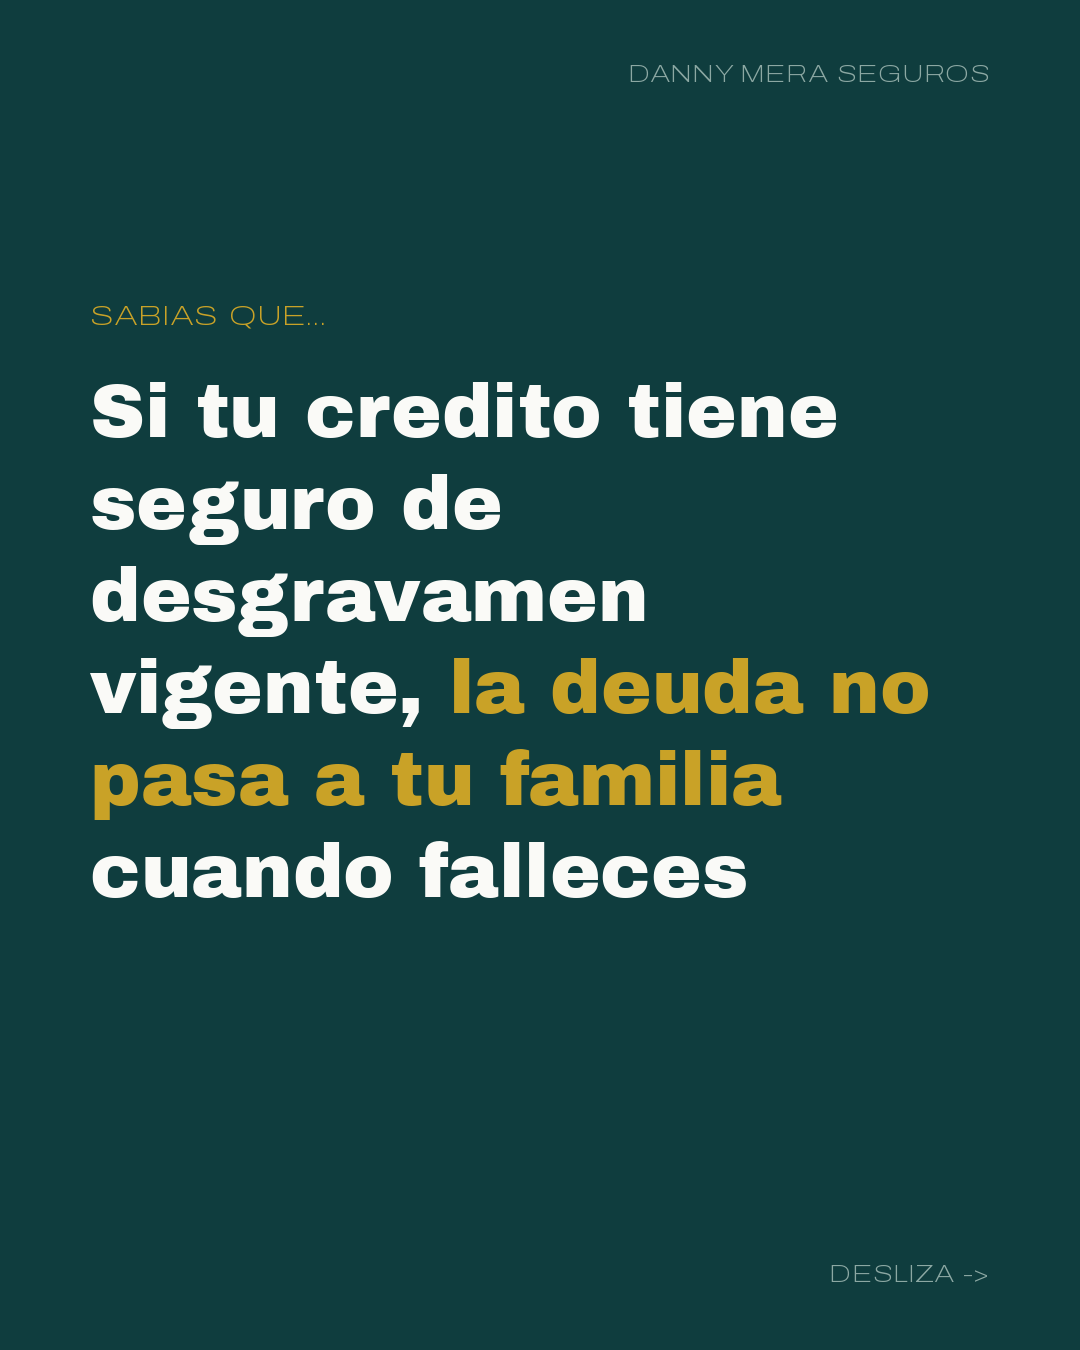 DANNY MERA SEGUROS
SABIAS QUE...
Si tu credito tiene
seguro de
desgravamen
vigente, la deuda no
pasa a tu familia
cuando falleces
DESLIZA ->